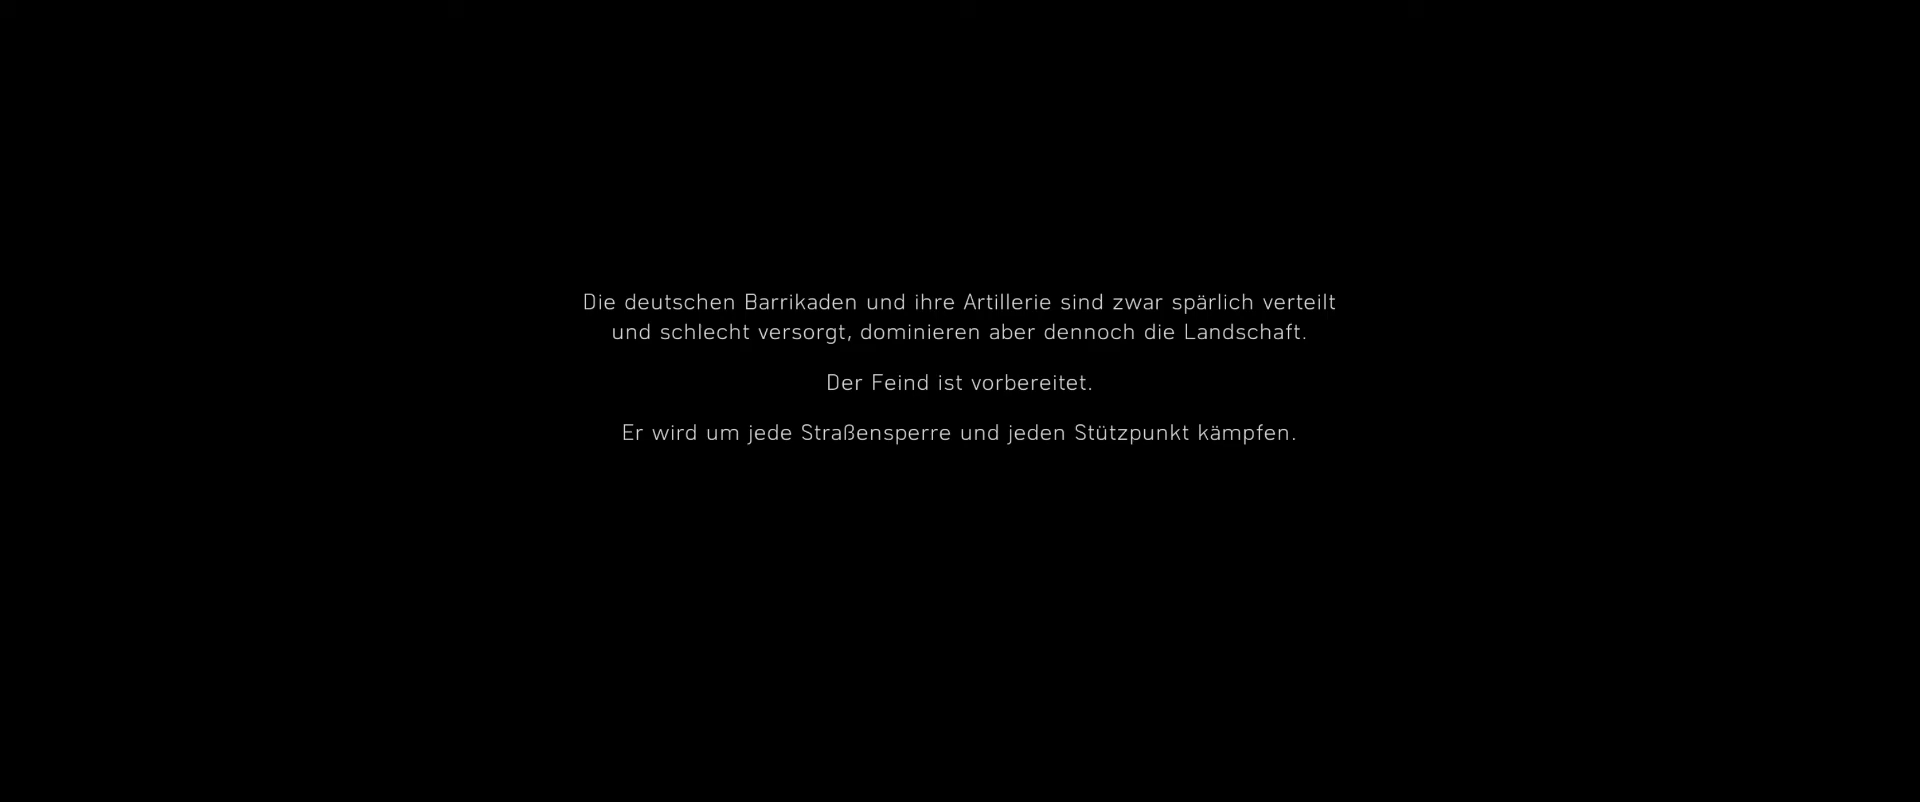 Die deutschen Barrikaden und ihre Artillerie sind zwar spärlich verteilt
und schlecht versorgt, dominieren aber dennoch die Landschaft.
Der Feind ist vorbereitet.
Er wird um jede Straßensperre und jeden Stützpunkt kämpfen.